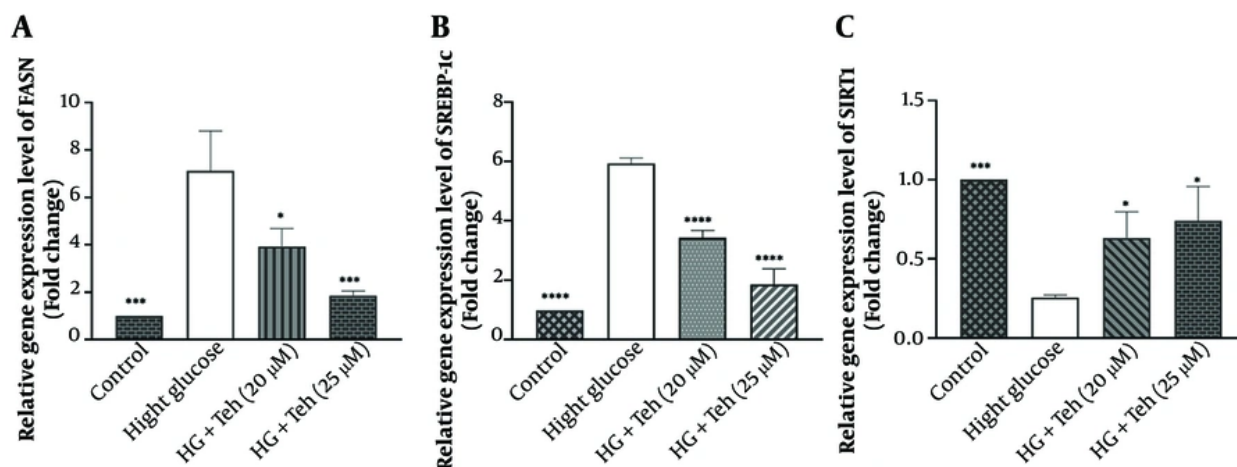 A
Relative gene expression level of FASN
(Fold change)
10
8
6
4
2
0
***
*
***
Control
Hight glucose
HG + Teh (20 µM)
HG + Teh (25 µM)
B
Relative gene expression level of SREBP-1c
(Fold change)
8
6
4
2
0
****
****
****
Control
Hight glucose
HG + Teh (20 µM)
HG + Teh (25 µM)
C
Relative gene expression level of SIRT1
(Fold change)
1.5
1.0
0.5
0.0
***
*
*
Control
Hight glucose
HG + Teh (20 µM)
HG + Teh (25 µM)